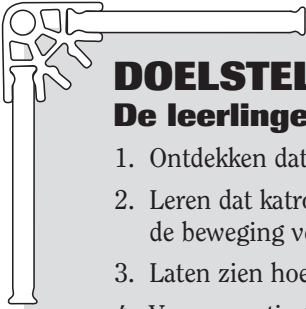 DOELSTEL
De leerlinge
1. Ontdekken dat
2. Leren dat katro
de beweging v
3. Laten zien hoe